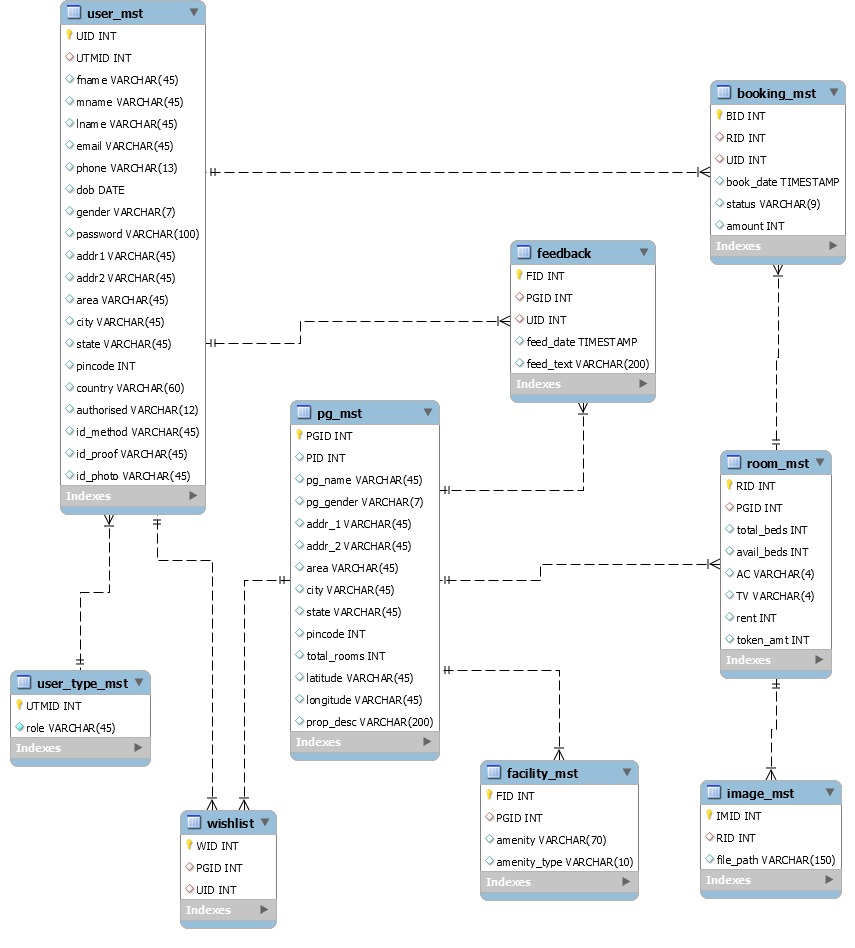 user_mst
UID INT
UTMID INT
fname VARCHAR(45)
mname VARCHAR(45)
lname VARCHAR(45)
email VARCHAR(45)
phone VARCHAR(13)
dob DATE
gender VARCHAR(7)
password VARCHAR(100)
addr1 VARCHAR(45)
addr2 VARCHAR(45)
area VARCHAR(45)
city VARCHAR(45)
state VARCHAR(45)
pincode INT
country VARCHAR(60)
authorised VARCHAR(12)
id_method VARCHAR(45)
id_proof VARCHAR(45)
id_photo VARCHAR(45)
Indexes
booking_mst
BID INT
RID INT
UID INT
book_date TIMESTAMP
status VARCHAR(9)
amount INT
Indexes
feedback
FID INT
PGID INT
UID INT
feed_date TIMESTAMP
feed_text VARCHAR(200)
Indexes
pg_mst
PGID INT
PID INT
pg_name VARCHAR(45)
pg_gender VARCHAR(7)
addr_1 VARCHAR(45)
addr_2 VARCHAR(45)
area VARCHAR(45)
city VARCHAR(45)
state VARCHAR(45)
pincode INT
total_rooms INT
latitude VARCHAR(45)
longitude VARCHAR(45)
prop_desc VARCHAR(200)
Indexes
room_mst
RID INT
PGID INT
total_beds INT
avail_beds INT
AC VARCHAR(4)
TV VARCHAR(4)
rent INT
token_amt INT
Indexes
user_type_mst
UTMID INT
role VARCHAR(45)
Indexes
facility_mst
FID INT
PGID INT
amenity VARCHAR(70)
amenity_type VARCHAR(10)
Indexes
image_mst
IMID INT
RID INT
file_path VARCHAR(150)
Indexes
wishlist
WID INT
PGID INT
UID INT
Indexes